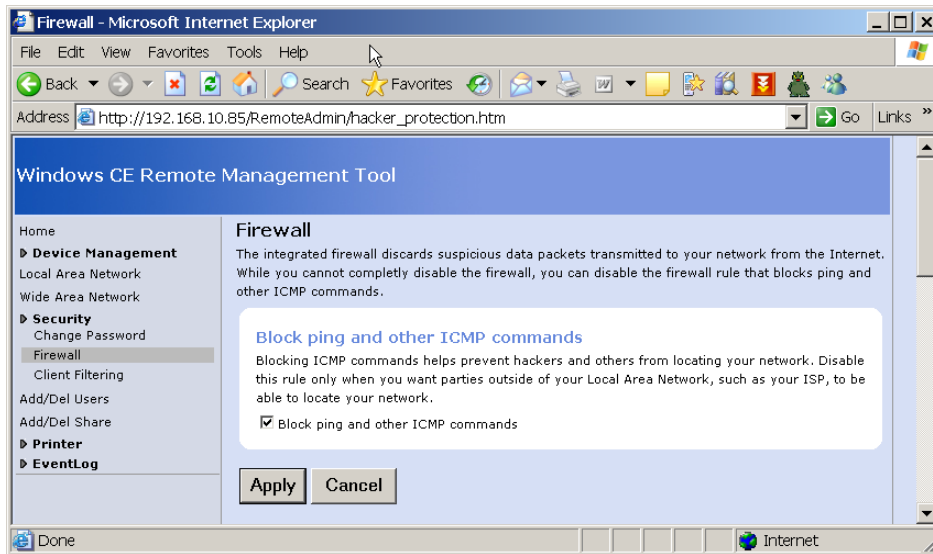 Firewall - Microsoft Internet Explorer
File Edit View Favorites Tools Help
Back Search Favorites
Address http://192.168.10.85/RemoteAdmin/hacker_protection.htm Go Links »
Windows CE Remote Management Tool
Home
Device Management
Local Area Network
Wide Area Network
Security
Change Password
Firewall
Client Filtering
Add/Del Users
Add/Del Share
Printer
EventLog
Firewall
The integrated firewall discards suspicious data packets transmitted to your network from the Internet.
While you cannot completly disable the firewall, you can disable the firewall rule that blocks ping and
other ICMP commands.
Block ping and other ICMP commands
Blocking ICMP commands helps prevent hackers and others from locating your network. Disable
this rule only when you want parties outside of your Local Area Network, such as your ISP, to be
able to locate your network.
Block ping and other ICMP commands
Apply Cancel
Done Internet